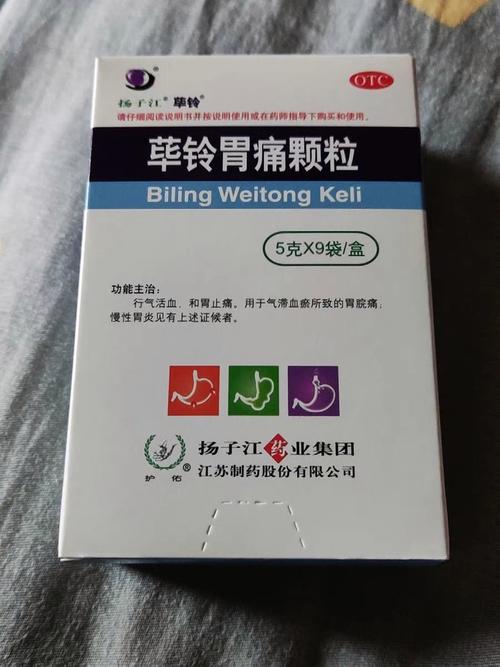 OTC
扬子江® 荜铃®
请仔细阅读说明书并按说明使用或在药师指导下购买和使用。
荜铃胃痛颗粒
Biling Weitong Keli
5克X9袋/盒
功能主治:
行气活血,和胃止痛。用于气滞血瘀所致的胃脘痛;
慢性胃炎见有上述证候者。
扬子江药业集团
江苏制药股份有限公司
护佑